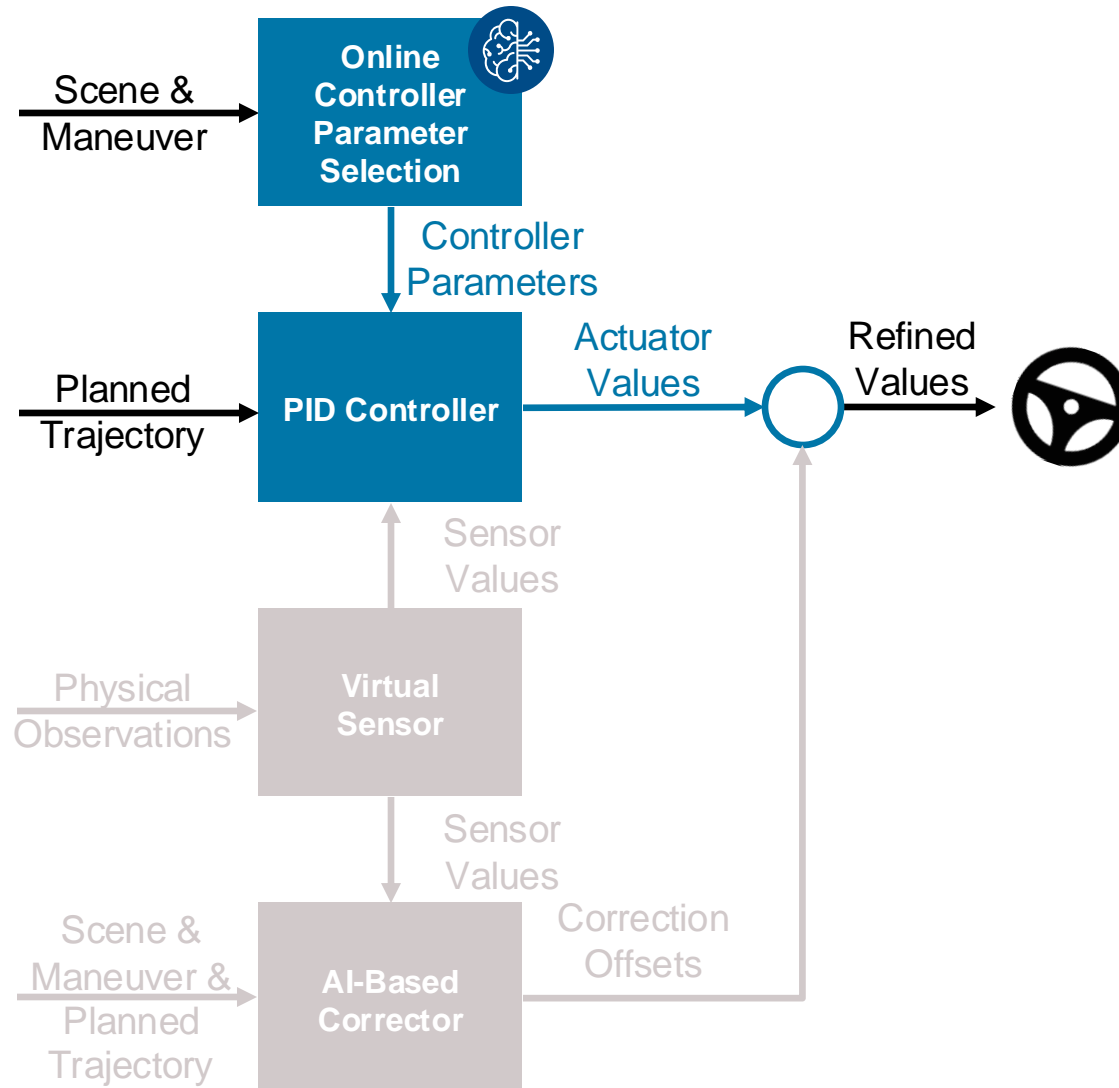 Online
Controller
Parameter
Selection
Scene &
Maneuver
Controller
Parameters
Planned
Trajectory
PID Controller
Actuator
Values
Refined
Values
Sensor
Values
Physical
Observations
Virtual
Sensor
Sensor
Values
Scene &
Maneuver &
Planned
Trajectory
AI-Based
Corrector
Correction
Offsets